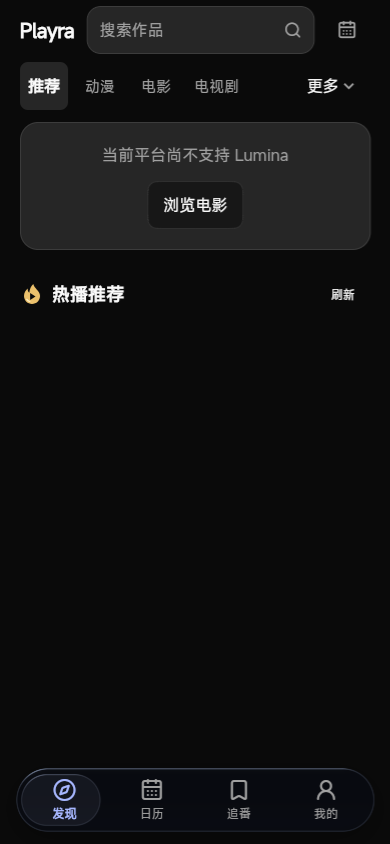 Playra
搜索作品
推荐
动漫
电影
电视剧
更多
当前平台尚不支持 Lumina
浏览电影
热播推荐
刷新
发现
日历
追番
我的